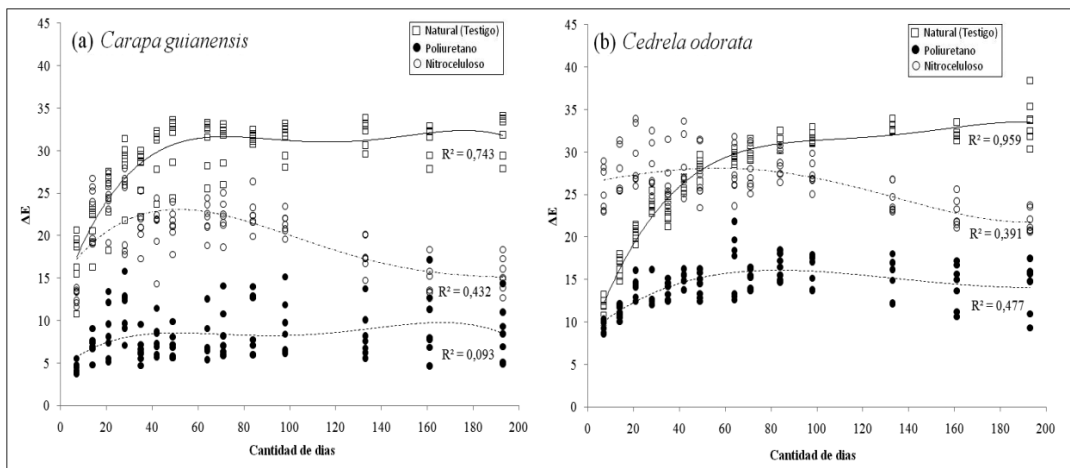 (a) Carapa guianensis
Natural (Testigo)
Poliuretano
Nitroceluloso
45
40
35
30
25
20
15
10
5
0
ΔE
R² = 0,743
R² = 0,432
R² = 0,093
0 20 40 60 80 100 120 140 160 180 200
Cantidad de dias
(b) Cedrela odorata
Natural (Testigo)
Poliuretano
Nitroceluloso
45
40
35
30
25
20
15
10
5
0
ΔE
R² = 0,959
R² = 0,391
R² = 0,477
0 20 40 60 80 100 120 140 160 180 200
Cantidad de dias